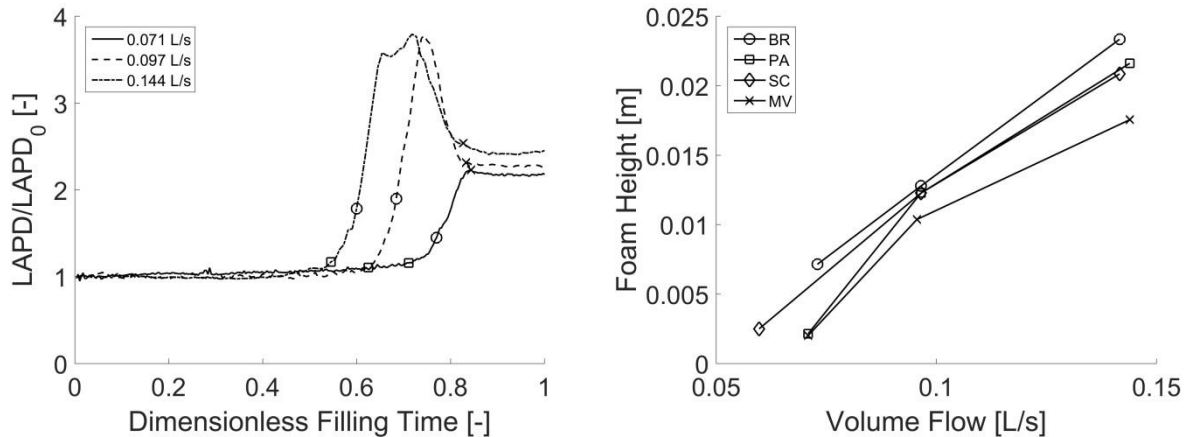 4
3
2
1
0
LAPD/LAPD₀ [-]
0.071 L/s
0.097 L/s
0.144 L/s
0
0.2
0.4
0.6
0.8
1
Dimensionless Filling Time [-]
0.025
0.02
0.015
0.01
0.005
0
Foam Height [m]
BR
PA
SC
MV
0.05
0.1
0.15
Volume Flow [L/s]